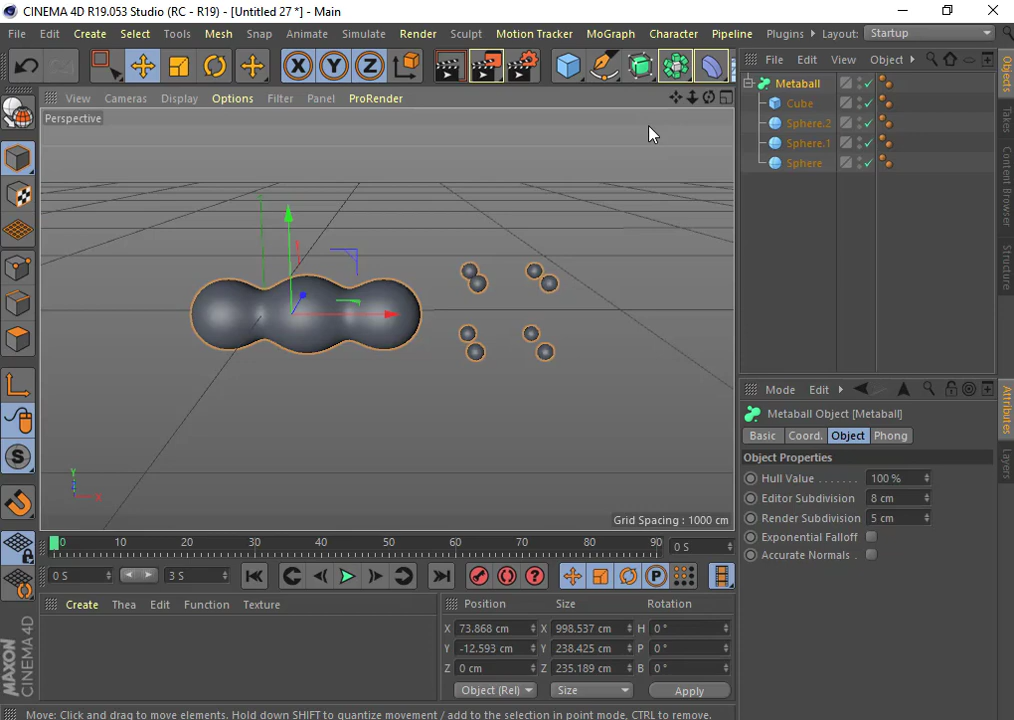 CINEMA 4D R19.053 Studio (RC - R19) - [Untitled 27 *] - Main
File Edit Create Select Tools Mesh Snap Animate Simulate Render Sculpt Motion Tracker MoGraph Character Pipeline Plugins Layout: Startup
X Y Z
View Cameras Display Options Filter Panel ProRender
Perspective
Grid Spacing : 1000 cm
Y
X
S
P
File Edit View Object
Metaball
Cube
Sphere.2
Sphere.1
Sphere
Objects
Takes
Content Browser
Structure
Mode Edit
Metaball Object [Metaball]
Basic Coord. Object Phong
Object Properties
Hull Value . . . . . . . 100 %
Editor Subdivision 8 cm
Render Subdivision 5 cm
Exponential Falloff
Accurate Normals . .
Attributes
Layers
0 10 20 30 40 50 60 70 80 90 0 S
0 S 3 S
Create Thea Edit Function Texture
Position Size Rotation
X 73.868 cm X 998.537 cm H 0 °
Y -12.593 cm Y 238.425 cm P 0 °
Z 0 cm Z 235.189 cm B 0 °
Object (Rel) Size Apply
MAXON CINEMA 4D
Move: Click and drag to move elements. Hold down SHIFT to quantize movement / add to the selection in point mode, CTRL to remove.